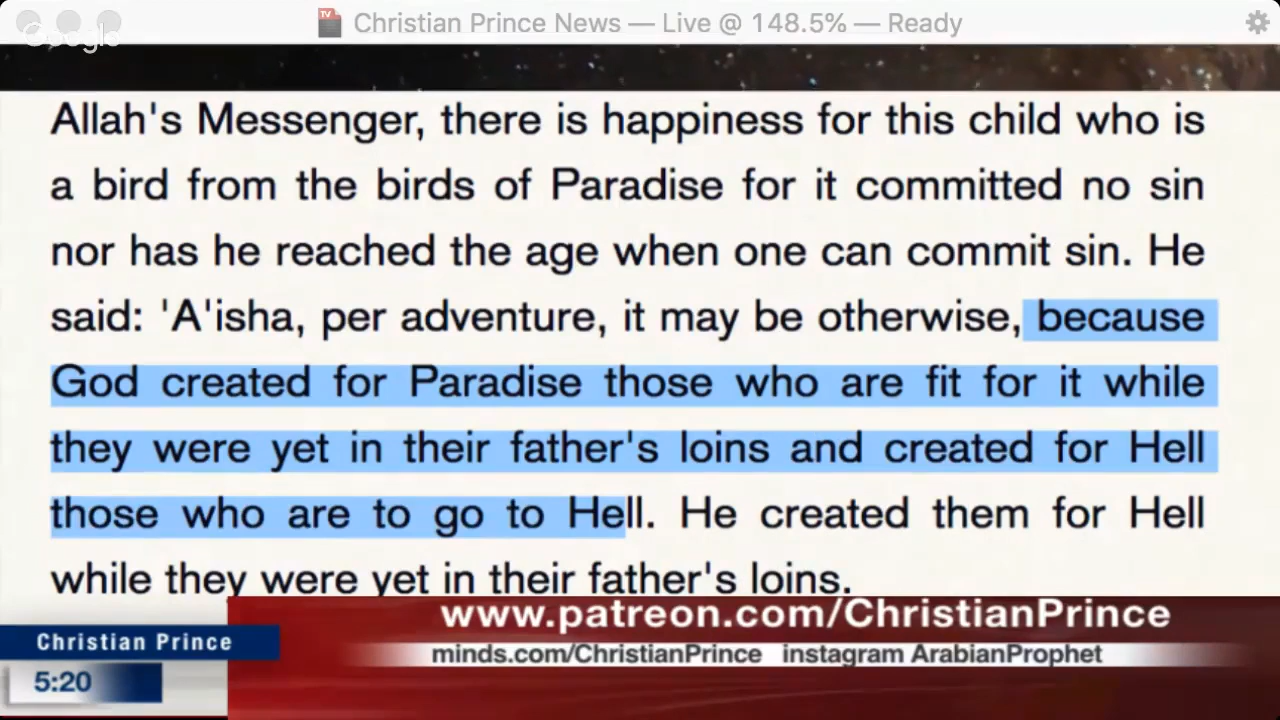 Christian Prince News — Live @ 148.5% — Ready
Google
TV
Allah's Messenger, there is happiness for this child who is
a bird from the birds of Paradise for it committed no sin
nor has he reached the age when one can commit sin. He
said: 'A'isha, per adventure, it may be otherwise, because
God created for Paradise those who are fit for it while
they were yet in their father's loins and created for Hell
those who are to go to Hell. He created them for Hell
while they were yet in their father's loins.
www.patreon.com/ChristianPrince
Christian Prince
minds.com/ChristianPrince instagram ArabianProphet
5:20